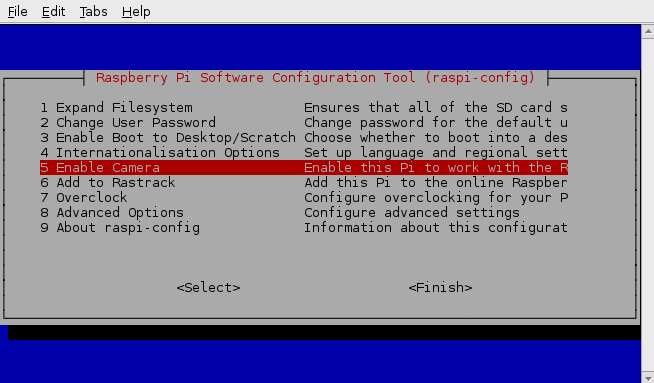 File Edit Tabs Help
Raspberry Pi Software Configuration Tool (raspi-config)
1 Expand Filesystem Ensures that all of the SD card s
2 Change User Password Change password for the default u
3 Enable Boot to Desktop/Scratch Choose whether to boot into a des
4 Internationalisation Options Set up language and regional sett
5 Enable Camera Enable this Pi to work with the R
6 Add to Rastrack Add this Pi to the online Raspber
7 Overclock Configure overclocking for your P
8 Advanced Options Configure advanced settings
9 About raspi-config Information about this configurat
<Select> <Finish>